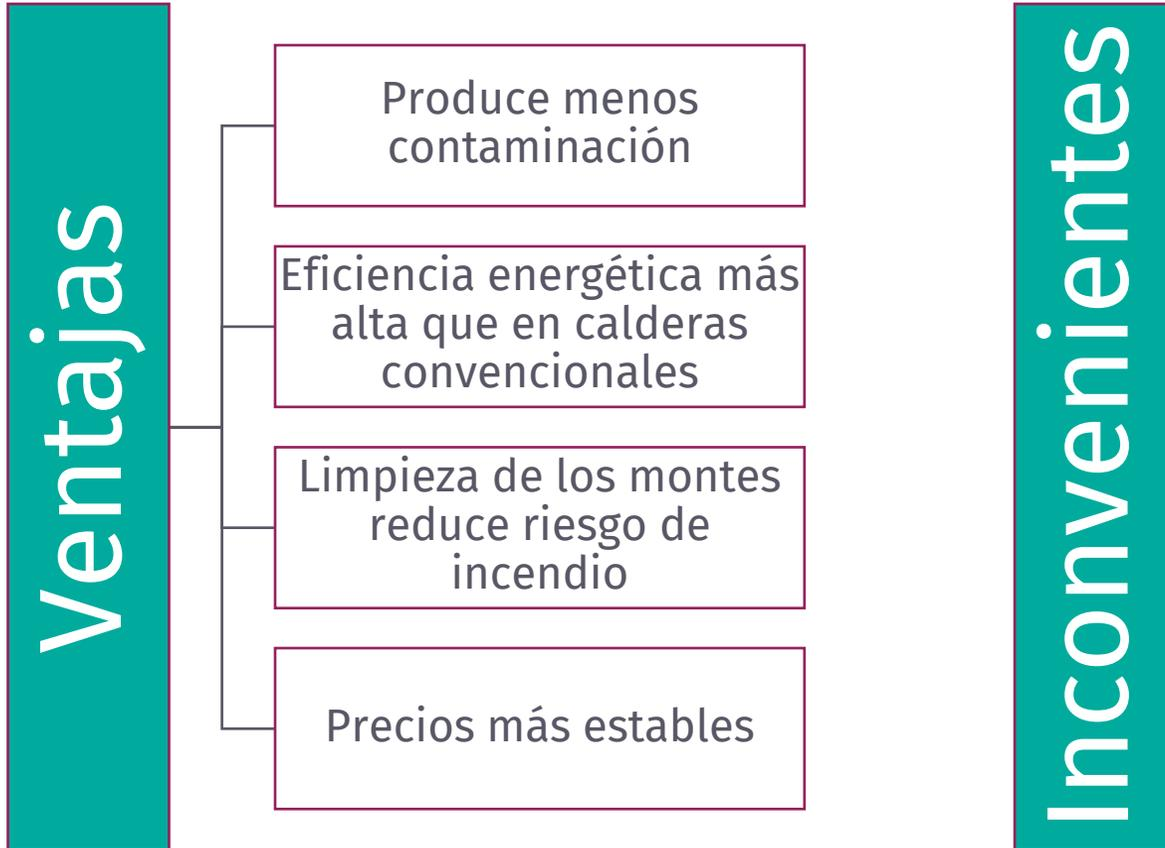 Ventajas
Produce menos
contaminación
Eficiencia energética más
alta que en calderas
convencionales
Limpieza de los montes
reduce riesgo de
incendio
Precios más estables
Inconvenientes